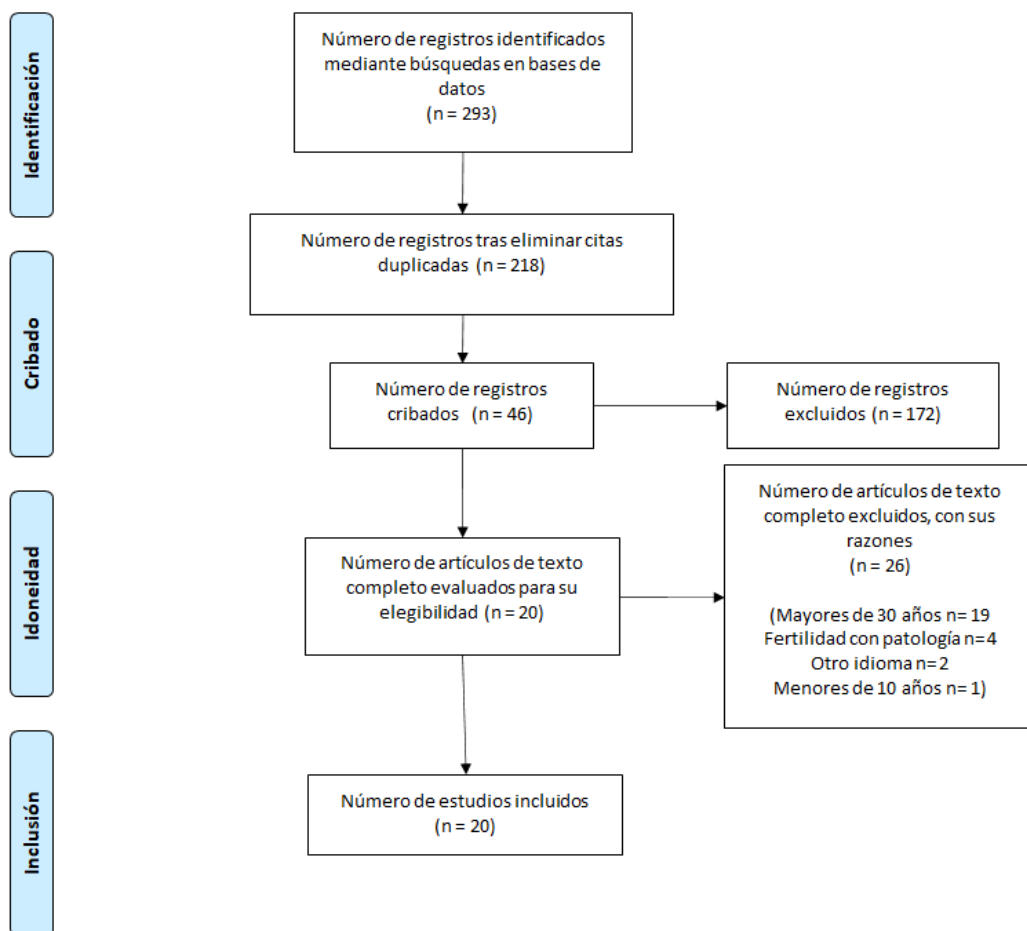 Identificación
Número de registros identificados
mediante búsquedas en bases de
datos
(n = 293)
Número de registros tras eliminar citas
duplicadas (n = 218)
Cribado
Número de registros
cribados (n = 46)
Número de registros
excluidos (n = 172)
Idoneidad
Número de artículos de texto
completo evaluados para su
elegibilidad (n = 20)
Número de artículos de texto
completo excluidos, con sus
razones
(n = 26)
(Mayores de 30 años n= 19
Fertilidad con patología n=4
Otro idioma n=2
Menores de 10 años n= 1)
Inclusión
Número de estudios incluidos
(n = 20)